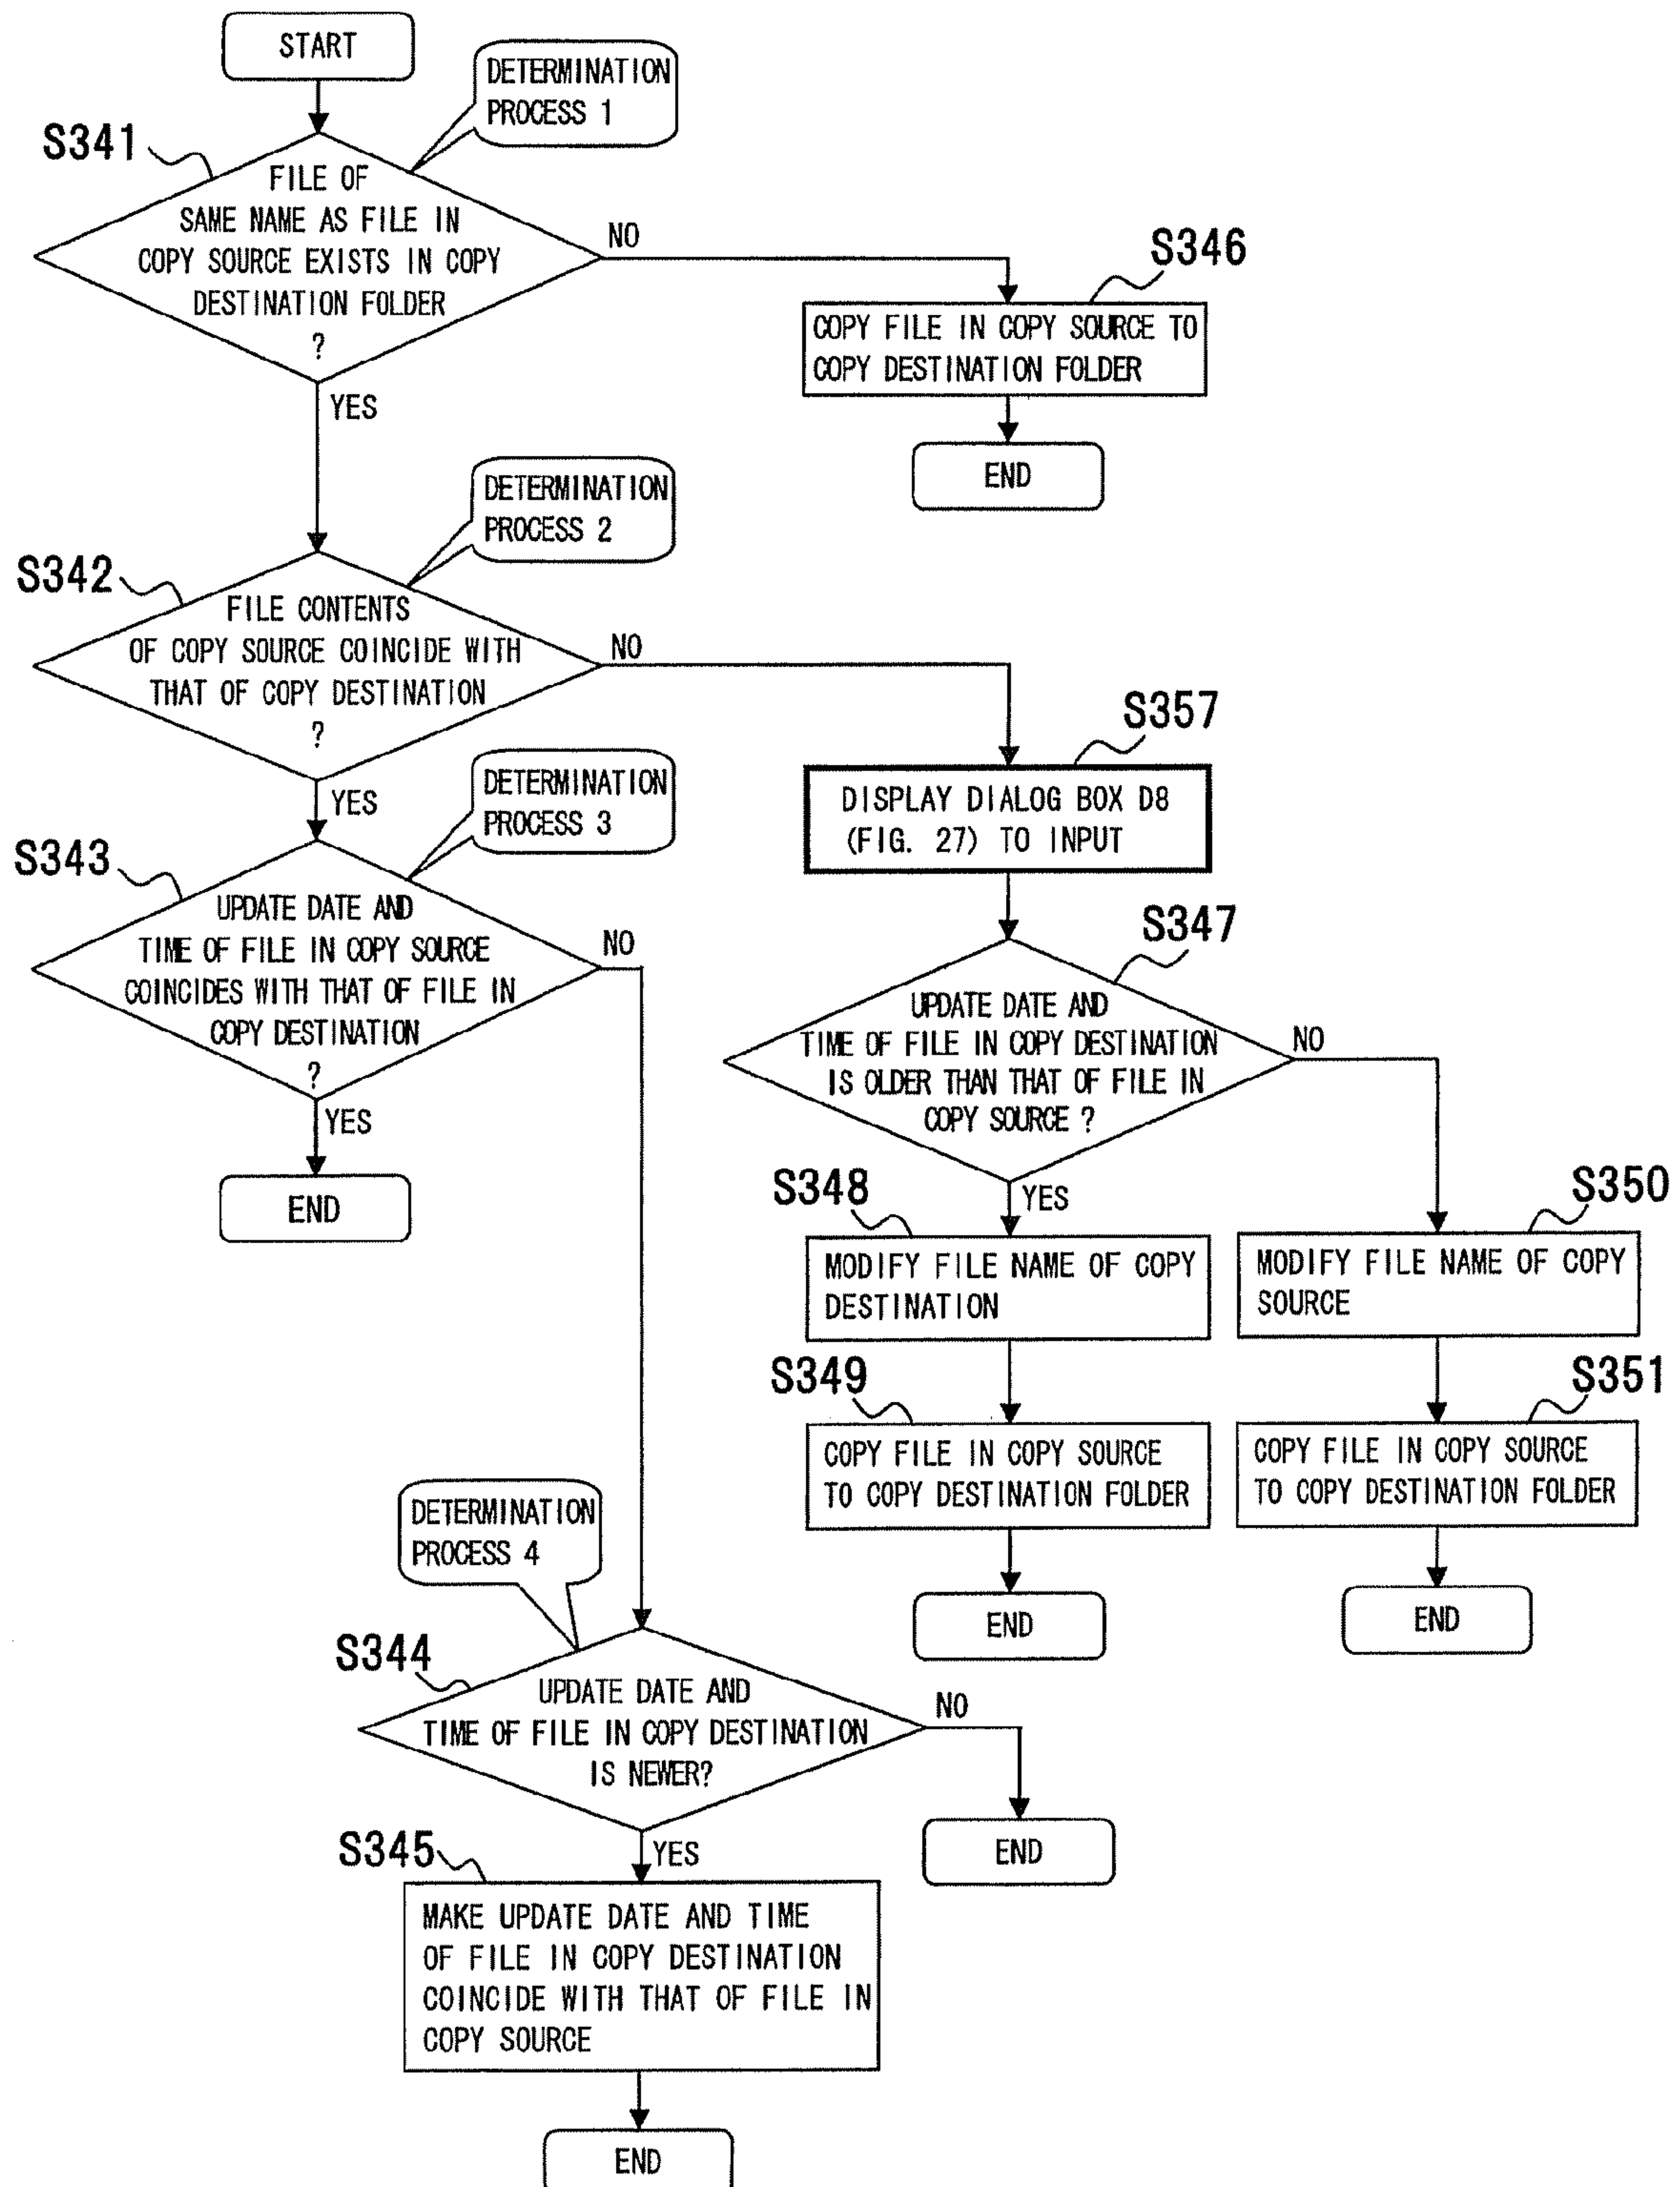 START
DETERMINATION
PROCESS 1
S341
FILE OF
SAME NAME AS FILE IN
COPY SOURCE EXISTS IN COPY
DESTINATION FOLDER
?
NO
YES
S346
COPY FILE IN COPY SOURCE TO
COPY DESTINATION FOLDER
END
DETERMINATION
PROCESS 2
S342
FILE CONTENTS
OF COPY SOURCE COINCIDE WITH
THAT OF COPY DESTINATION
?
NO
YES
S357
DISPLAY DIALOG BOX D8
(FIG. 27) TO INPUT
DETERMINATION
PROCESS 3
S343
UPDATE DATE AND
TIME OF FILE IN COPY SOURCE
COINCIDES WITH THAT OF FILE IN
COPY DESTINATION
?
NO
YES
END
S347
UPDATE DATE AND
TIME OF FILE IN COPY DESTINATION
IS OLDER THAN THAT OF FILE IN
COPY SOURCE ?
NO
YES
S348
MODIFY FILE NAME OF COPY
DESTINATION
S350
MODIFY FILE NAME OF COPY
SOURCE
S349
COPY FILE IN COPY SOURCE
TO COPY DESTINATION FOLDER
END
S351
COPY FILE IN COPY SOURCE
TO COPY DESTINATION FOLDER
END
DETERMINATION
PROCESS 4
S344
UPDATE DATE AND
TIME OF FILE IN COPY DESTINATION
IS NEWER?
NO
END
YES
S345
MAKE UPDATE DATE AND TIME
OF FILE IN COPY DESTINATION
COINCIDE WITH THAT OF FILE IN
COPY SOURCE
END